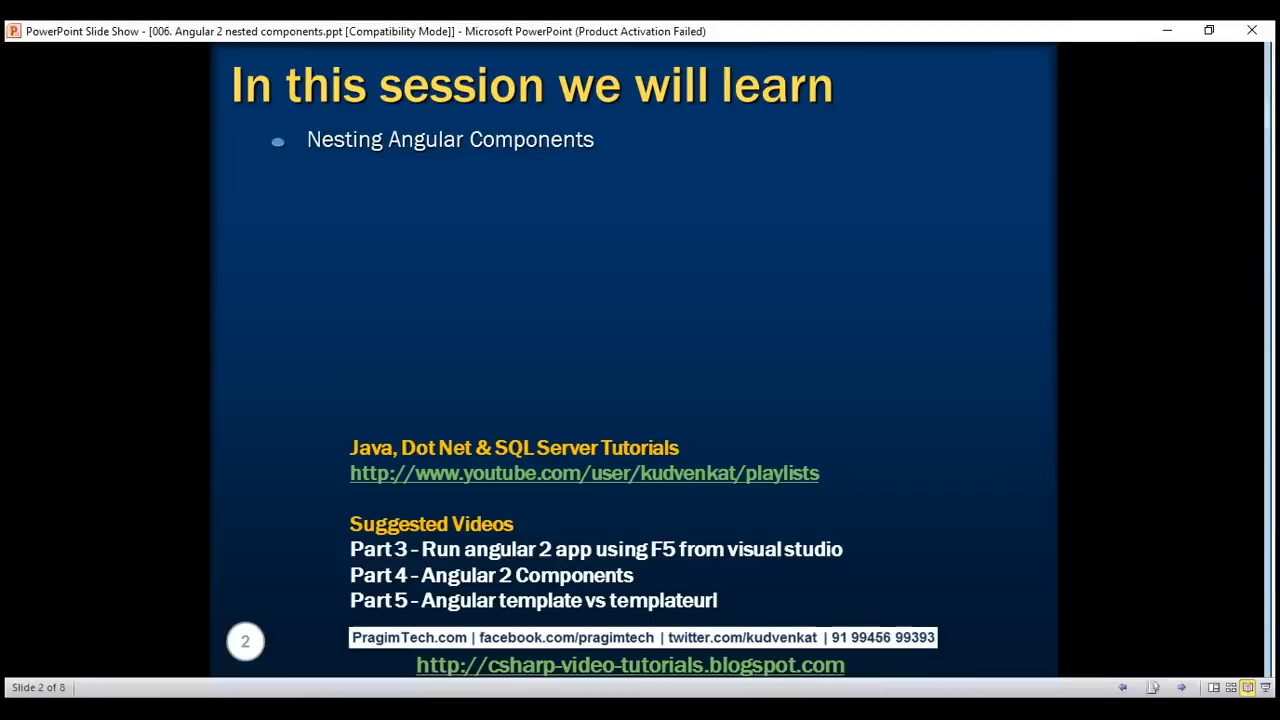 PowerPoint Slide Show - [006. Angular 2 nested components.ppt [Compatibility Mode]] - Microsoft PowerPoint (Product Activation Failed)
In this session we will learn
Nesting Angular Components
Java, Dot Net & SQL Server Tutorials
http://www.youtube.com/user/kudvenkat/playlists
Suggested Videos
Part 3 - Run angular 2 app using F5 from visual studio
Part 4 - Angular 2 Components
Part 5 - Angular template vs templateurl
2
PragimTech.com | facebook.com/pragimtech | twitter.com/kudvenkat | 91 99456 99393
http://csharp-video-tutorials.blogspot.com
Slide 2 of 8